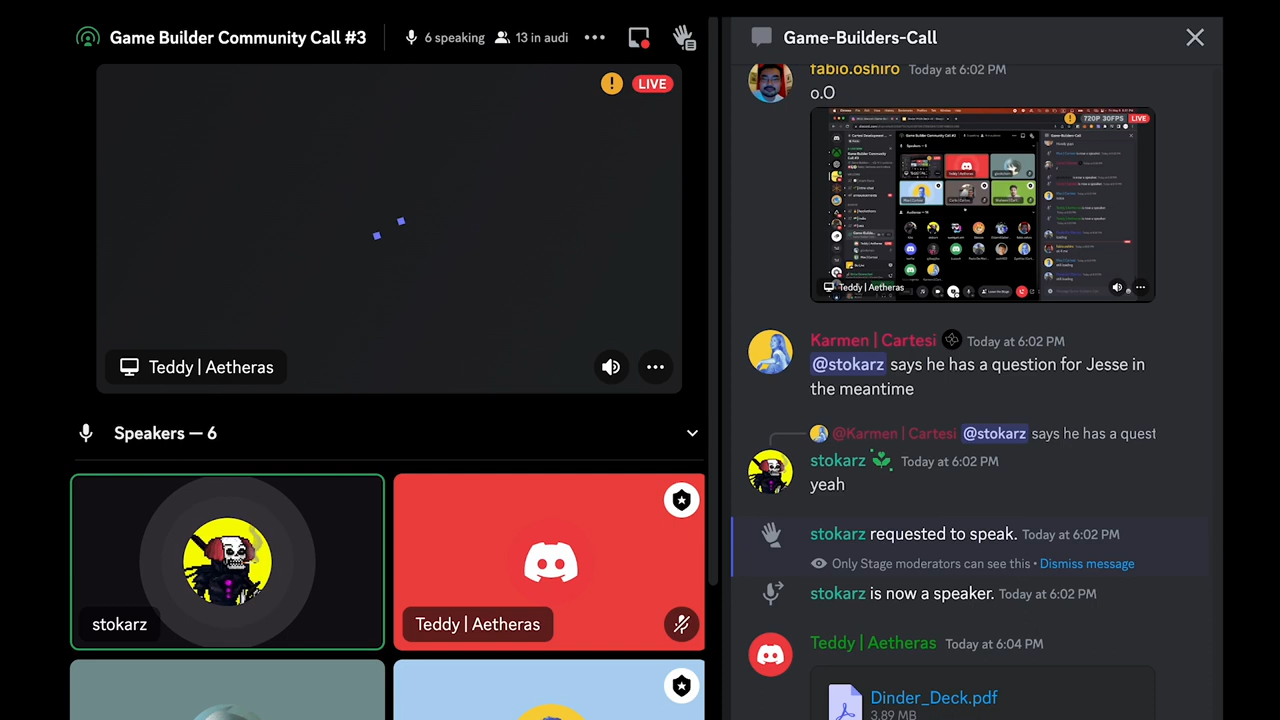 Game Builder Community Call #3
6 speaking
13 in audi
LIVE
Teddy | Aetheras
Speakers — 6
stokarz
Teddy | Aetheras
Game-Builders-Call
fabio.oshiro Today at 6:02 PM
o.O
720P 30FPS LIVE
Teddy | Aetheras
Karmen | Cartesi Today at 6:02 PM
@stokarz says he has a question for Jesse in
the meantime
@Karmen | Cartesi @stokarz says he has a quest
stokarz Today at 6:02 PM
yeah
stokarz requested to speak. Today at 6:02 PM
Only Stage moderators can see this • Dismiss message
stokarz is now a speaker. Today at 6:02 PM
Teddy | Aetheras Today at 6:04 PM
Dinder_Deck.pdf
3.89 MB